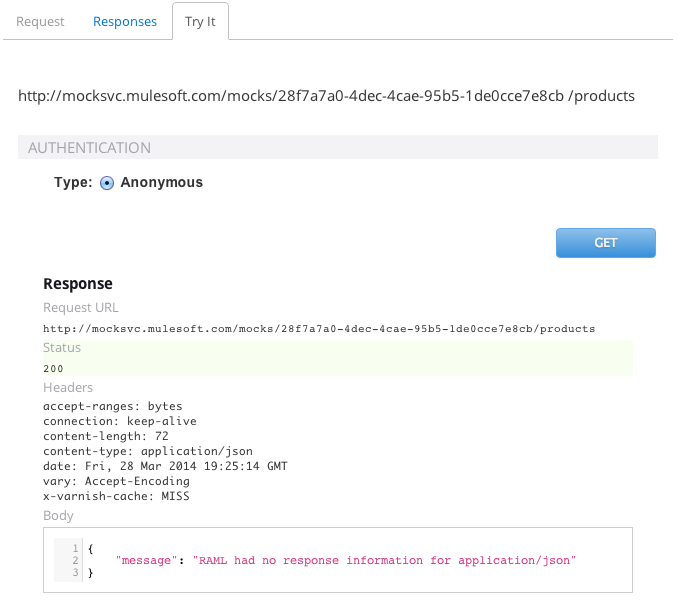 Request Responses Try It
http://mocksvc.mulesoft.com/mocks/28f7a7a0-4dec-4cae-95b5-1de0cce7e8cb /products
AUTHENTICATION
Type: Anonymous
GET
Response
Request URL
http://mocksvc.mulesoft.com/mocks/28f7a7a0-4dec-4cae-95b5-1de0cce7e8cb/products
Status
200
Headers
accept-ranges: bytes
connection: keep-alive
content-length: 72
content-type: application/json
date: Fri, 28 Mar 2014 19:25:14 GMT
vary: Accept-Encoding
x-varnish-cache: MISS
Body
1 {
2 "message": "RAML had no response information for application/json"
3 }